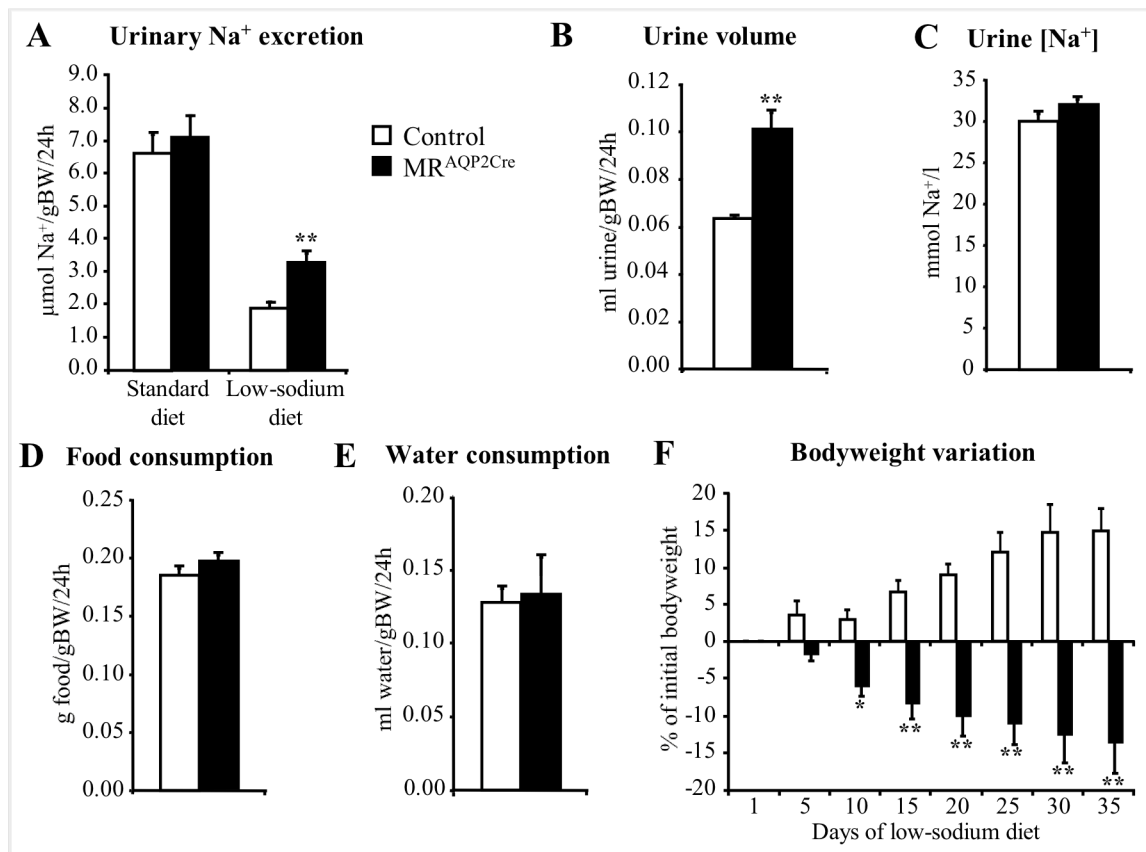 A Urinary Na⁺ excretion
9.0
8.0
7.0
6.0
5.0
4.0
3.0
2.0
1.0
0.0
µmol Na⁺/gBW/24h
**
Standard
diet
Low-sodium
diet
Control
MR^AQP2Cre
B Urine volume
0.12
0.10
0.08
0.06
0.04
0.02
0.00
ml urine/gBW/24h
**
C Urine [Na⁺]
35
30
25
20
15
10
5
0
mmol Na⁺/l
D Food consumption
0.25
0.20
0.15
0.10
0.05
0.00
g food/gBW/24h
E Water consumption
0.20
0.15
0.10
0.05
0.00
ml water/gBW/24h
F Bodyweight variation
20
15
10
5
0
-5
-10
-15
-20
% of initial bodyweight
* ** ** ** ** **
1 5 10 15 20 25 30 35
Days of low-sodium diet